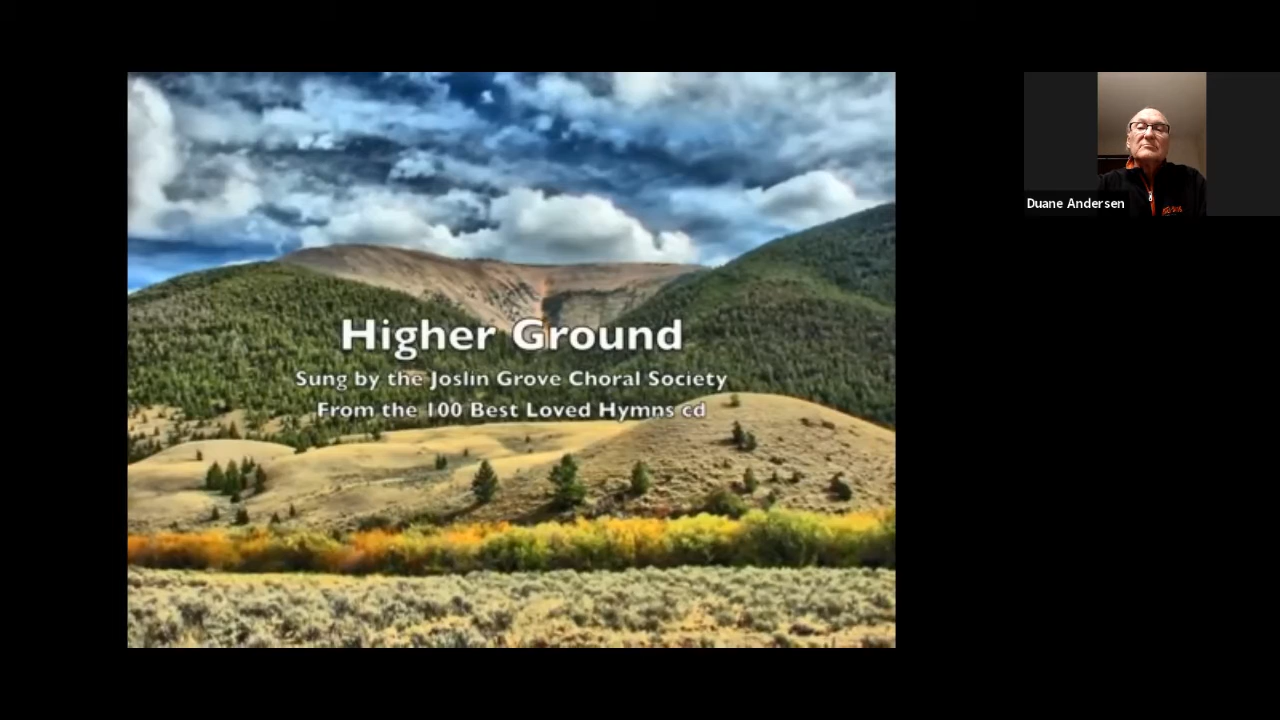 Higher Ground
Sung by the Joslin Grove Choral Society
From the 100 Best Loved Hymns cd
Duane Andersen